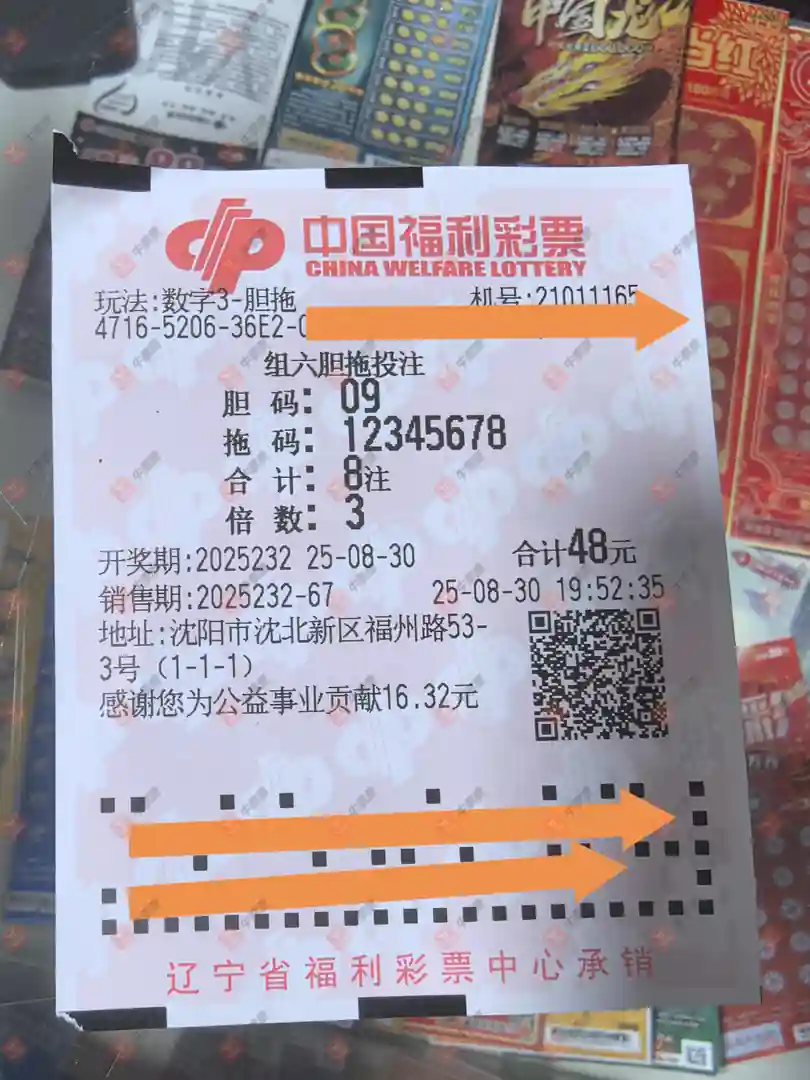 中国龙
红5
中国福利彩票
CHINA WELFARE LOTTERY
玩法:数字3-胆拖 机号:21011165
4716-5206-36E2-
组六胆拖投注
胆 码: 09
拖 码: 12345678
合 计: 8注
倍 数: 3
开奖期:2025232 25-08-30 合计48元
销售期:2025232-67 25-08-30 19:52:35
地址:沈阳市沈北新区福州路53-
3号（1-1-1）
感谢您为公益事业贡献16.32元
辽宁省福利彩票中心承销